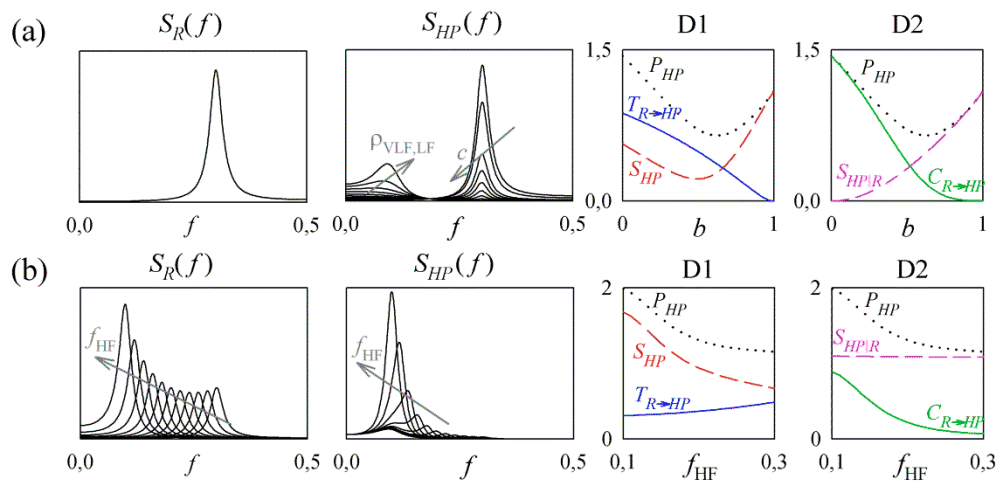 (a)
S_R(f)
S_HP(f)
D1
D2
ρ_VLF,LF
c
0,0
f
0,5
0,0
f
0,5
1,5
P_HP
T_R→HP
S_HP
0,0
0
b
1
1,5
P_HP
S_HP|R
C_R→HP
0,0
0
b
1
(b)
S_R(f)
S_HP(f)
D1
D2
f_HF
0,0
f
0,5
f_HF
0,0
f
0,5
2
P_HP
S_HP
T_R→HP
0
0,1
f_HF
0,3
2
P_HP
S_HP|R
C_R→HP
0
0,1
f_HF
0,3